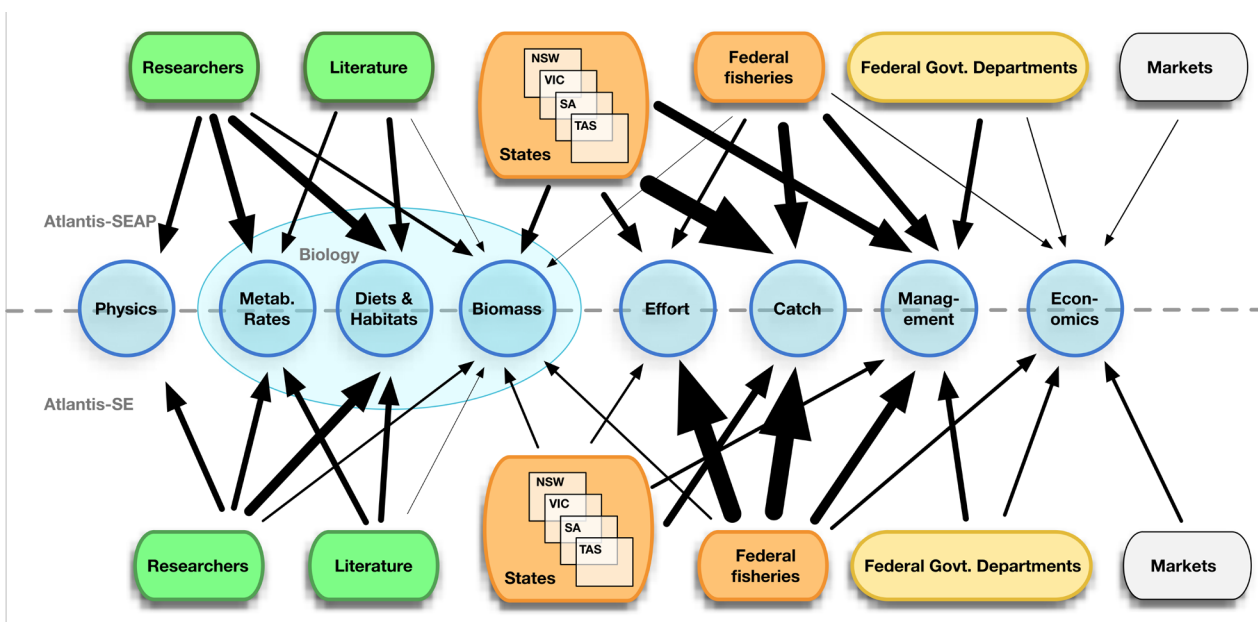 Researchers
Literature
NSW
VIC
SA
TAS
States
Federal
fisheries
Federal Govt. Departments
Markets
Atlantis-SEAP
Biology
Physics
Metab.
Rates
Diets &
Habitats
Biomass
Effort
Catch
Manag-
ement
Econ-
omics
Atlantis-SE
Researchers
Literature
NSW
VIC
SA
TAS
States
Federal
fisheries
Federal Govt. Departments
Markets